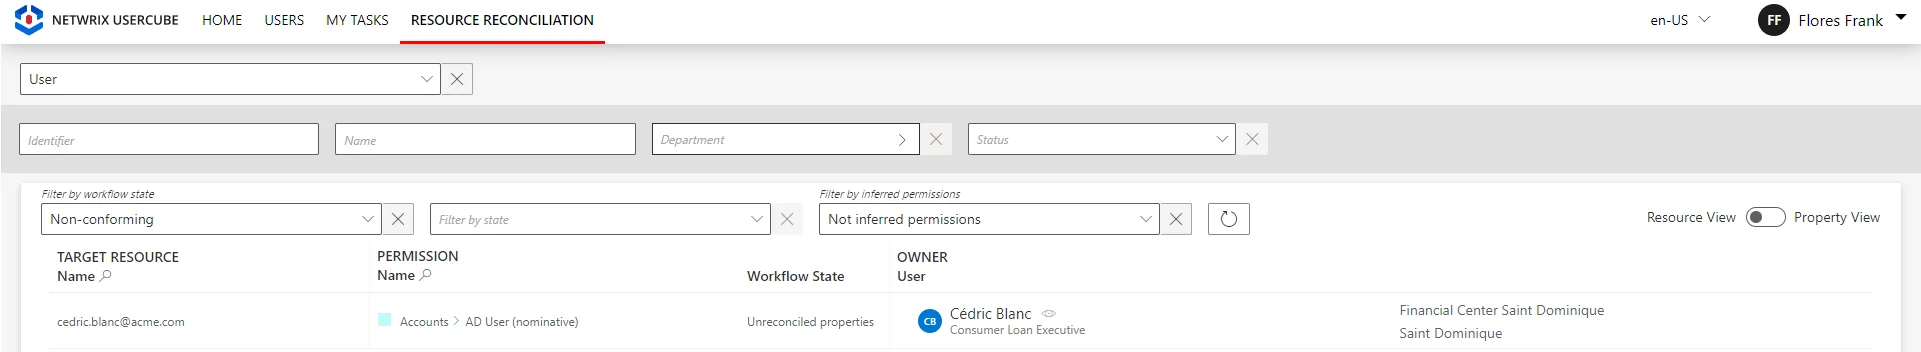 NETWRIX USERCUBE HOME USERS MY TASKS RESOURCE RECONCILIATION en-US FF Flores Frank
User
Identifier Name Department Status
Filter by workflow state Filter by inferred permissions
Non-conforming Filter by state Not inferred permissions Resource View Property View
TARGET RESOURCE PERMISSION OWNER
Name Name Workflow State User
cedric.blanc@acme.com Accounts > AD User (nominative) Unreconciled properties CB Cédric Blanc Financial Center Saint Dominique
Consumer Loan Executive Saint Dominique